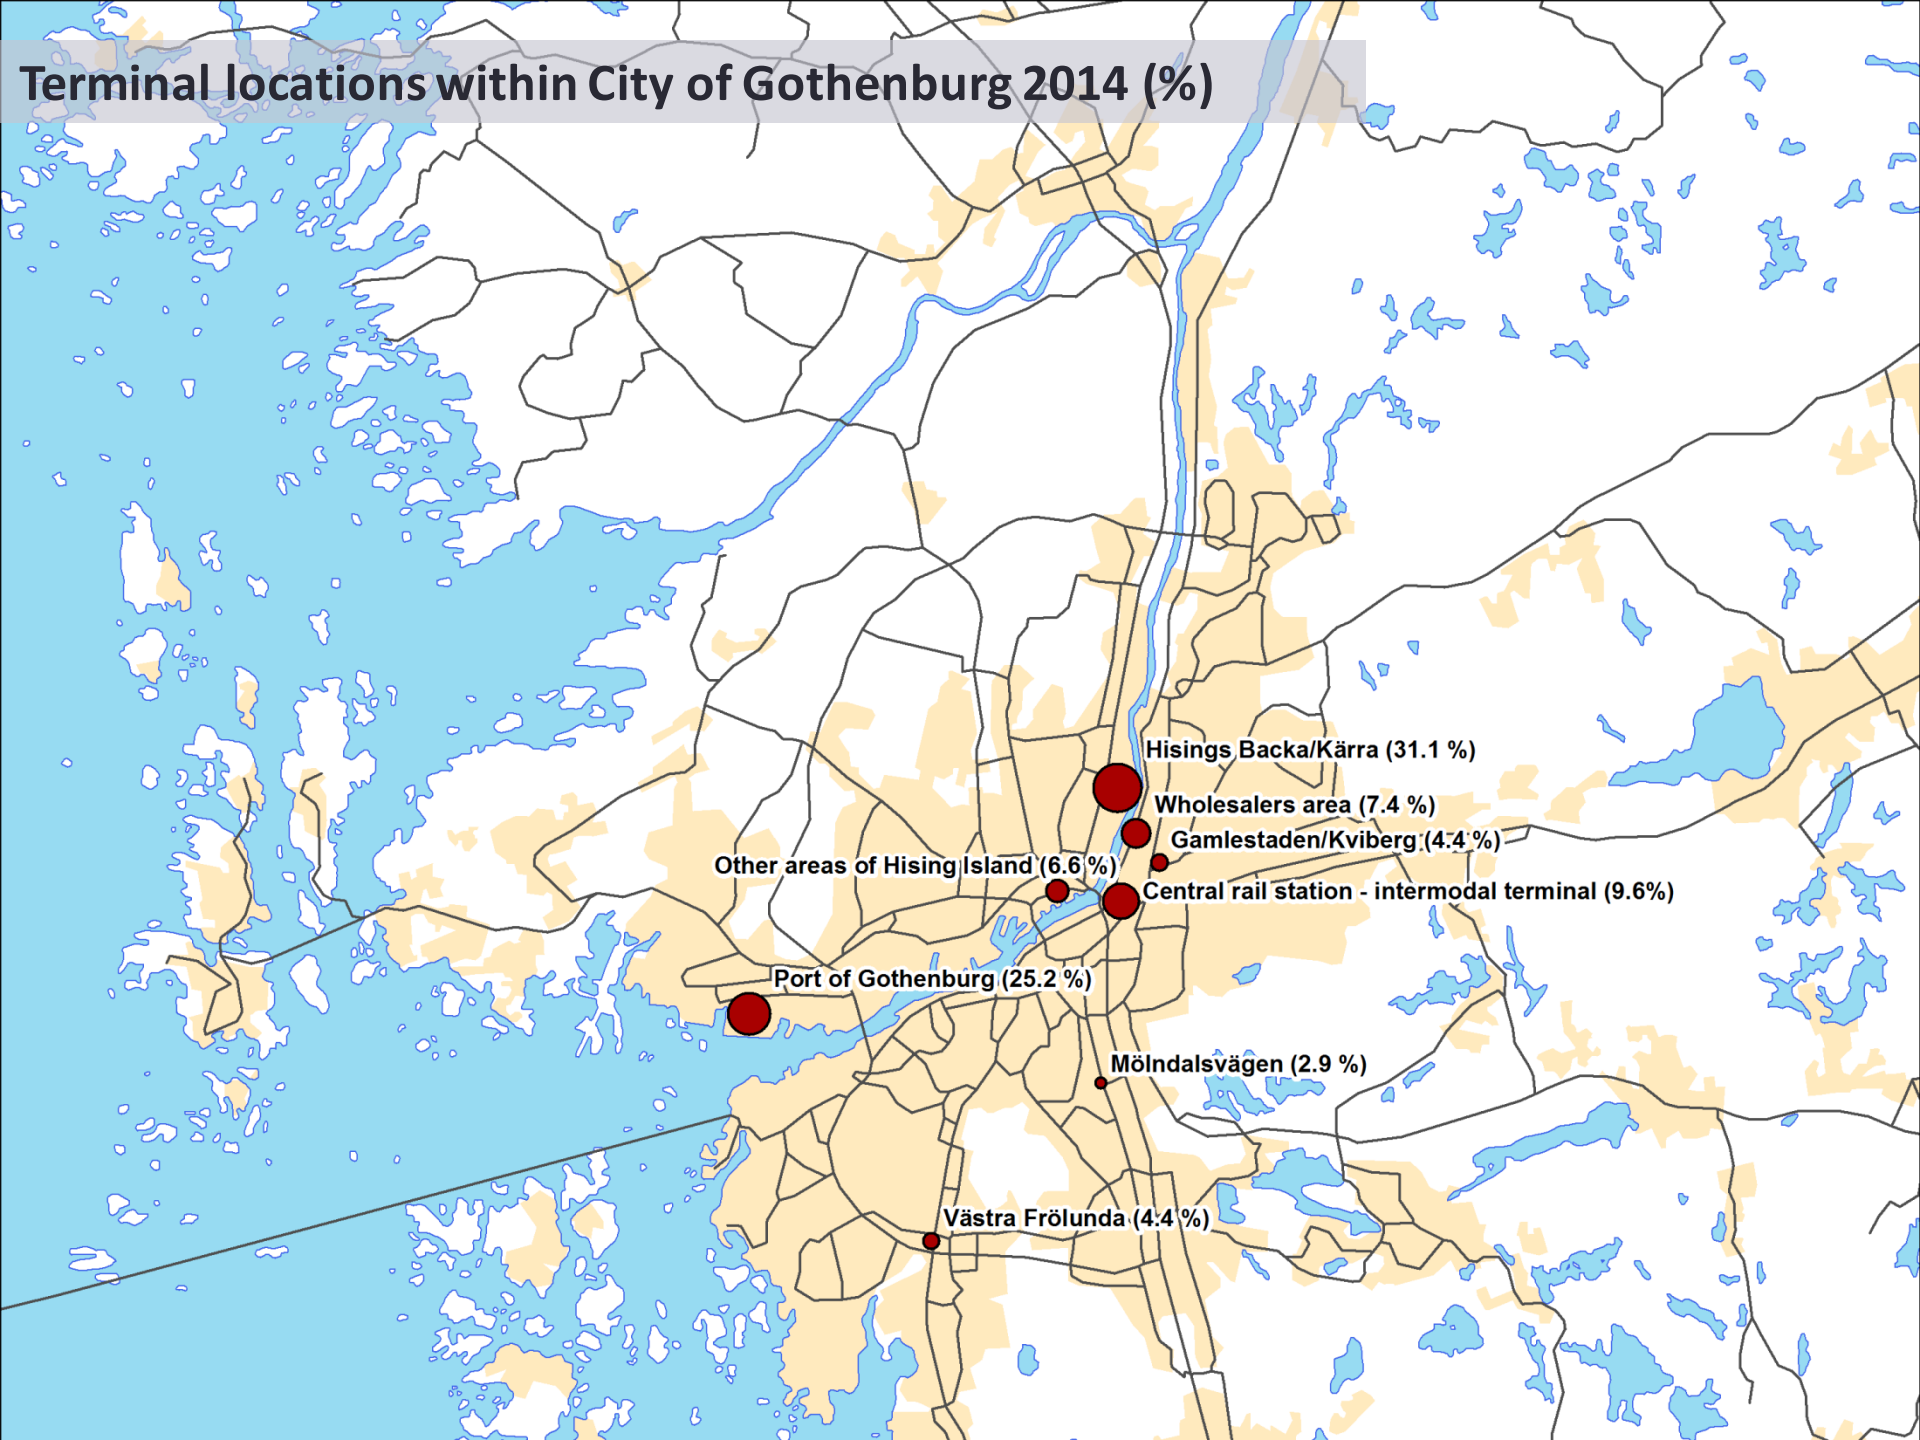 Terminal locations within City of Gothenburg 2014 (%)
Hisings Backa/Kärra (31.1 %)
Wholesalers area (7.4 %)
Gamlestaden/Kviberg (4.4 %)
Other areas of Hising Island (6.6 %)
Central rail station - intermodal terminal (9.6%)
Port of Gothenburg (25.2 %)
Mölndalsvägen (2.9 %)
Västra Frölunda (4.4 %)